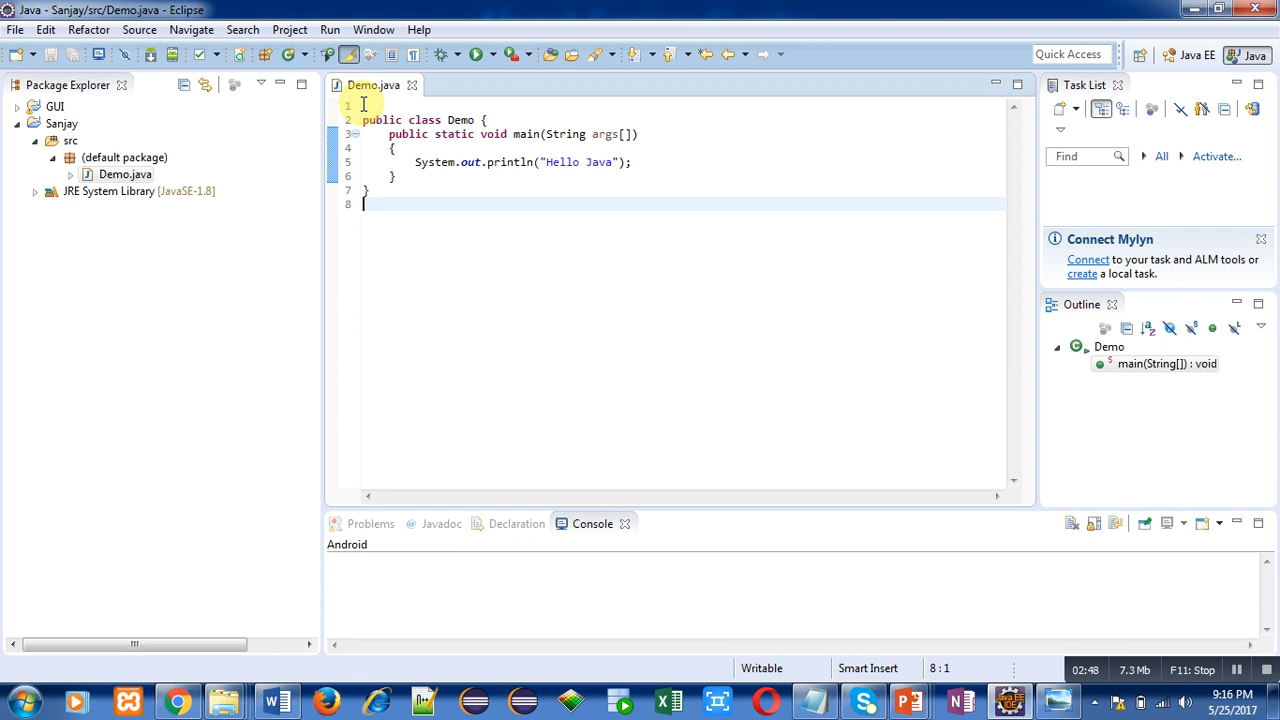 Java - Sanjay/src/Demo.java - Eclipse
File Edit Refactor Source Navigate Search Project Run Window Help
Quick Access
Java EE
Java
Package Explorer
GUI
Sanjay
src
(default package)
Demo.java
JRE System Library [JavaSE-1.8]
Demo.java
1
2 public class Demo {
3 public static void main(String args[])
4 {
5 System.out.println("Hello Java");
6 }
7 }
8
Task List
Find All Activate...
Connect Mylyn
Connect to your task and ALM tools or
create a local task.
Outline
Demo
main(String[]) : void
Problems @ Javadoc Declaration Console
Android
Writable Smart Insert 8 : 1
02:48 7.3 Mb F11: Stop
9:16 PM
5/25/2017